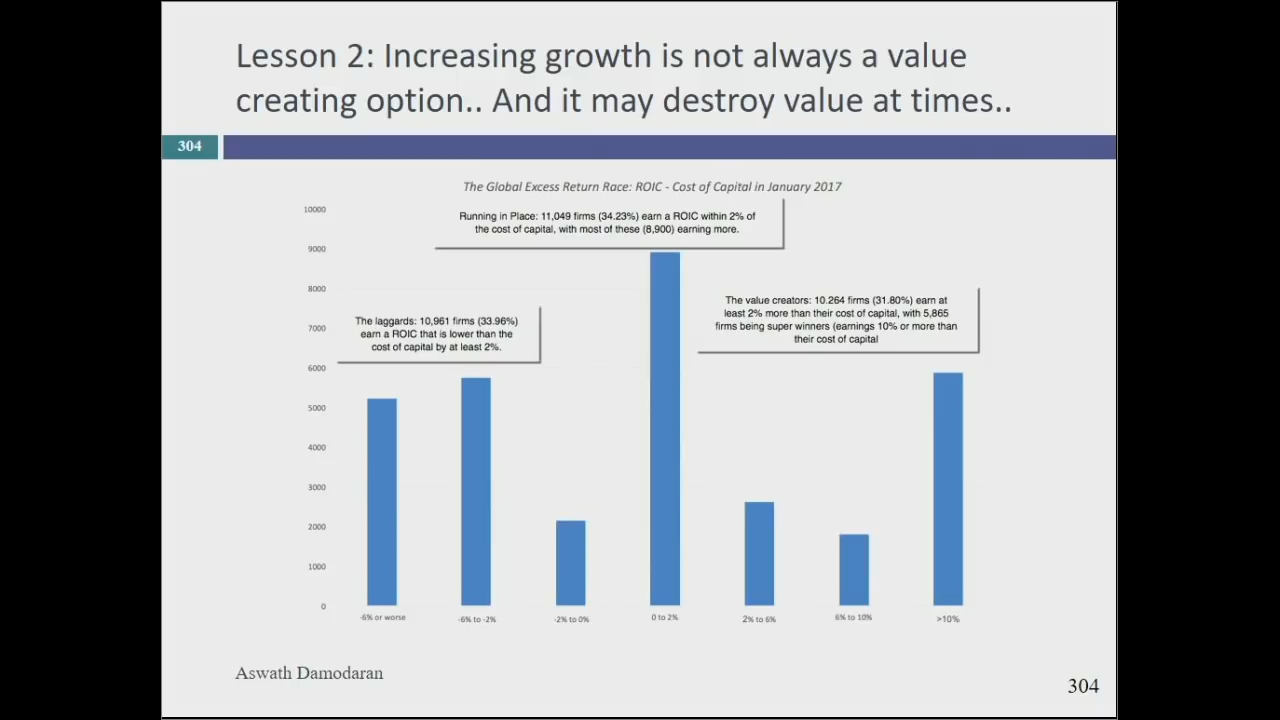 Lesson 2: Increasing growth is not always a value
creating option.. And it may destroy value at times..
304
The Global Excess Return Race: ROIC - Cost of Capital in January 2017
10000
Running in Place: 11,049 firms (34.23%) earn a ROIC within 2% of
the cost of capital, with most of these (8,900) earning more.
9000
8000
The value creators: 10.264 firms (31.80%) earn at
least 2% more than their cost of capital, with 5,865
firms being super winners (earnings 10% or more than
their cost of capital
7000
The laggards: 10,961 firms (33.96%)
earn a ROIC that is lower than the
cost of capital by at least 2%.
6000
5000
4000
3000
2000
1000
0
-6% or worse
-6% to -2%
-2% to 0%
0 to 2%
2% to 6%
6% to 10%
>10%
Aswath Damodaran
304